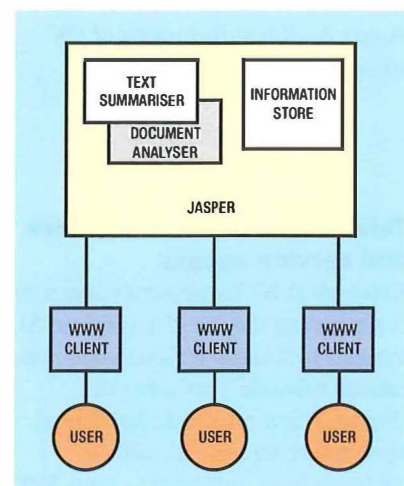 TEXT
SUMMARISER
DOCUMENT
ANALYSER
INFORMATION
STORE
JASPER
WWW
CLIENT
WWW
CLIENT
WWW
CLIENT
USER
USER
USER